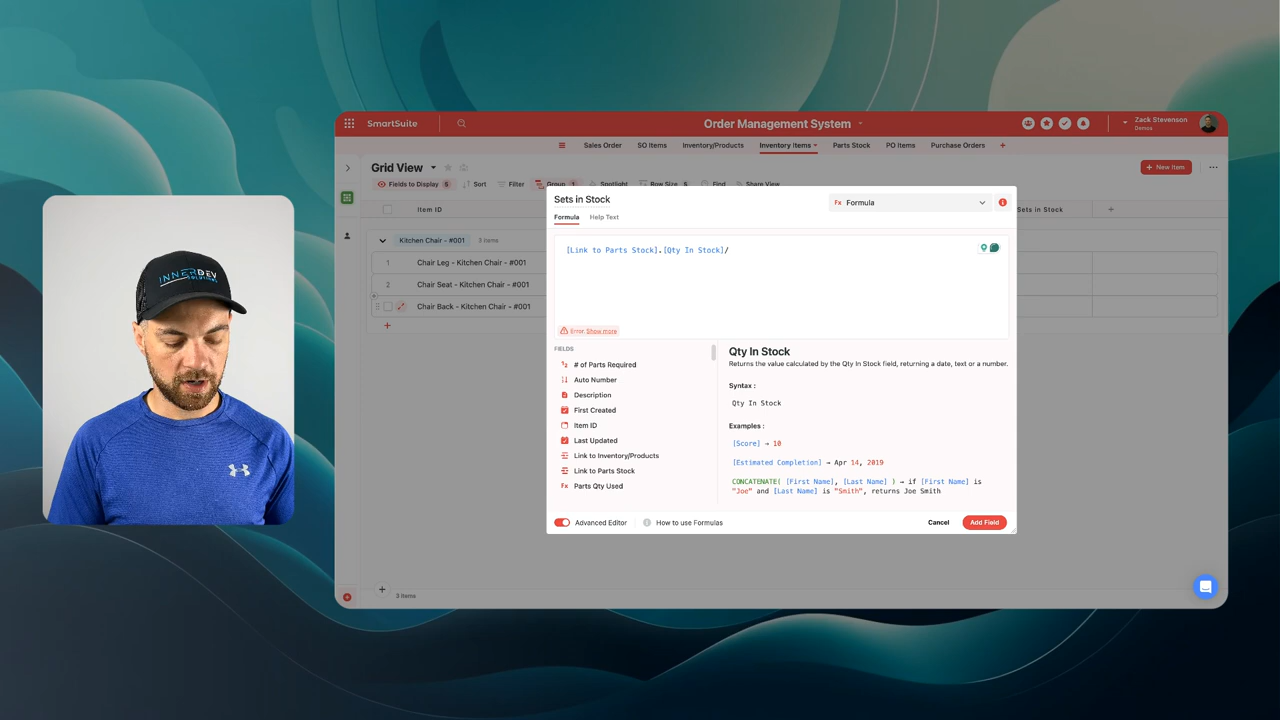 SmartSuite
Order Management System
Zack Stevenson
Demos
Sales Order
SO Items
Inventory/Products
Inventory Items
Parts Stock
PO Items
Purchase Orders
Grid View
New Item
Fields to Display 5
Sort
Filter
Group 1
Spotlight
Row Size 5
Find
Share View
Item ID
Sets in Stock
Kitchen Chair - #001 3 items
1 Chair Leg - Kitchen Chair - #001
2 Chair Seat - Kitchen Chair - #001
Chair Back - Kitchen Chair - #001
3 items
Sets in Stock
Fx Formula
Formula
Help Text
[Link to Parts Stock].[Qty In Stock]/
Error. Show more
FIELDS
# of Parts Required
Auto Number
Description
First Created
Item ID
Last Updated
Link to Inventory/Products
Link to Parts Stock
Fx Parts Qty Used
Qty In Stock
Returns the value calculated by the Qty In Stock field, returning a date, text or a number.
Syntax :
Qty In Stock
Examples :
[Score] → 10
[Estimated Completion] → Apr 14, 2019
CONCATENATE( [First Name], [Last Name] ) → if [First Name] is
"Joe" and [Last Name] is "Smith", returns Joe Smith
Advanced Editor
How to use Formulas
Cancel
Add Field
INNERDEV
SOLUTIONS